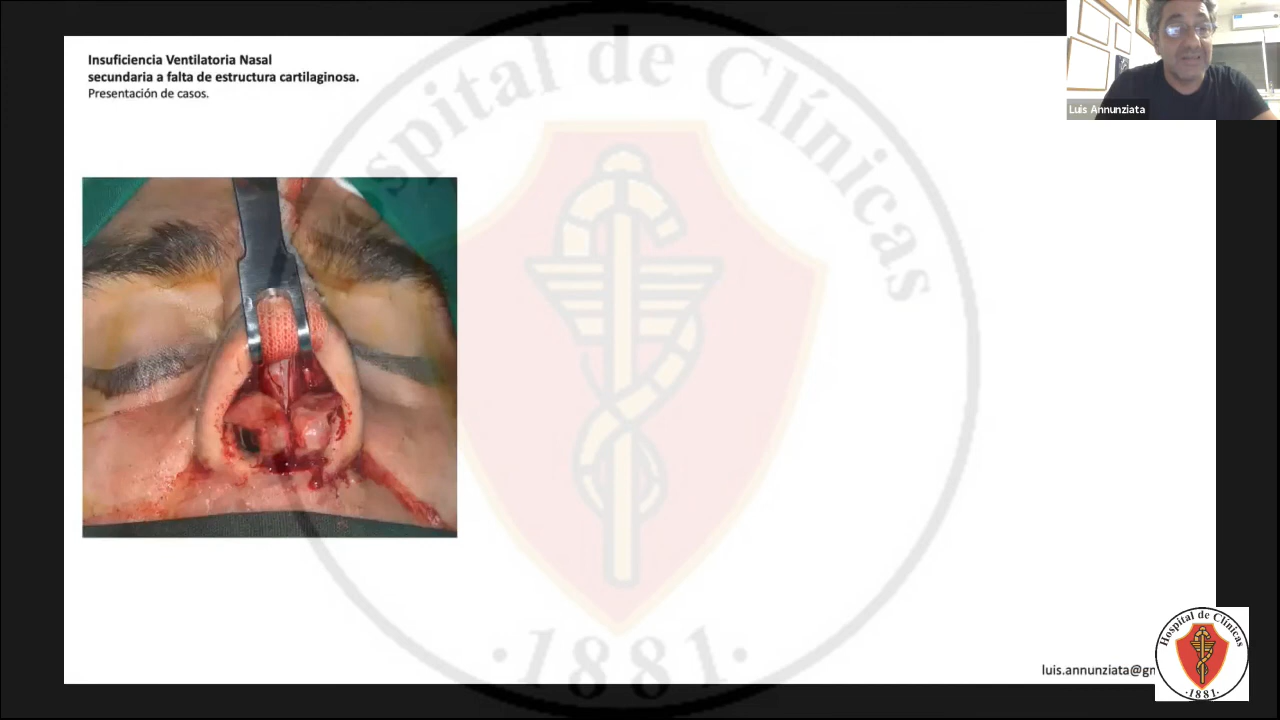 Insuficiencia Ventilatoria Nasal
secundaria a falta de estructura cartilaginosa.
Presentación de casos.
Luis Annunziata
Hospital de Clínicas
·1881·
luis.annunziata@gm
Hospital de Clínicas
·1881·